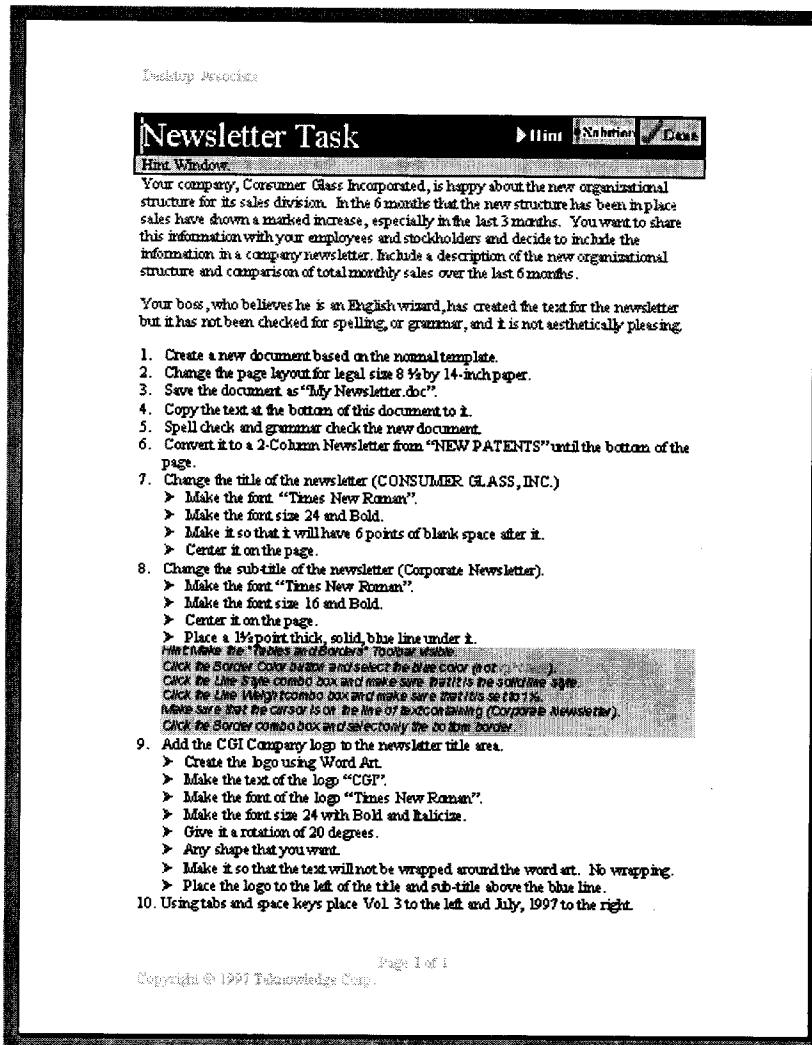 Desktop Associate
Newsletter Task
Hint
Solution
Done
Hint Window.
Your company, Consumer Glass Incorporated, is happy about the new organizational
structure for its sales division. In the 6 months that the new structure has been in place
sales have shown a marked increase, especially in the last 3 months. You want to share
this information with your employees and stockholders and decide to include the
information in a company newsletter. Include a description of the new organizational
structure and comparison of total monthly sales over the last 6 months.
Your boss, who believes he is an English wizard, has created the text for the newsletter
but it has not been checked for spelling, or grammar, and it is not aesthetically pleasing.
1. Create a new document based on the normal template.
2. Change the page layout for legal size 8 ½ by 14-inch paper.
3. Save the document as "My Newsletter.doc".
4. Copy the text at the bottom of this document to it.
5. Spell check and grammar check the new document.
6. Convert it to a 2-Column Newsletter from "NEW PATENTS" until the bottom of the
page.
7. Change the title of the newsletter (CONSUMER GLASS, INC.)
➤ Make the font "Times New Roman".
➤ Make the font size 24 and Bold.
➤ Make it so that it will have 6 points of blank space after it.
➤ Center it on the page.
8. Change the sub-title of the newsletter (Corporate Newsletter).
➤ Make the font "Times New Roman".
➤ Make the font size 16 and Bold.
➤ Center it on the page.
➤ Place a 1½ point thick, solid, blue line under it.
Hint: Make the "Tables and Borders" Toolbar visible.
Click the Border Color button and select the blue color (not ).
Click the Line Style combo box and make sure that it is the solid line style.
Click the Line Weight combo box and make sure that it is set to 1½.
Make sure that the cursor is on the line of text containing (Corporate Newsletter).
Click the Border combo box and select only the bottom border.
9. Add the CGI Company logo to the newsletter title area.
➤ Create the logo using Word Art.
➤ Make the text of the logo "CGI".
➤ Make the font of the logo "Times New Roman".
➤ Make the font size 24 with Bold and Italicize.
➤ Give it a rotation of 20 degrees.
➤ Any shape that you want.
➤ Make it so that the text will not be wrapped around the word art. No wrapping.
➤ Place the logo to the left of the title and sub-title above the blue line.
10. Using tabs and space keys place Vol. 3 to the left and July, 1997 to the right.
Page 1 of 1
Copyright © 1997 Teknowledge Corp.